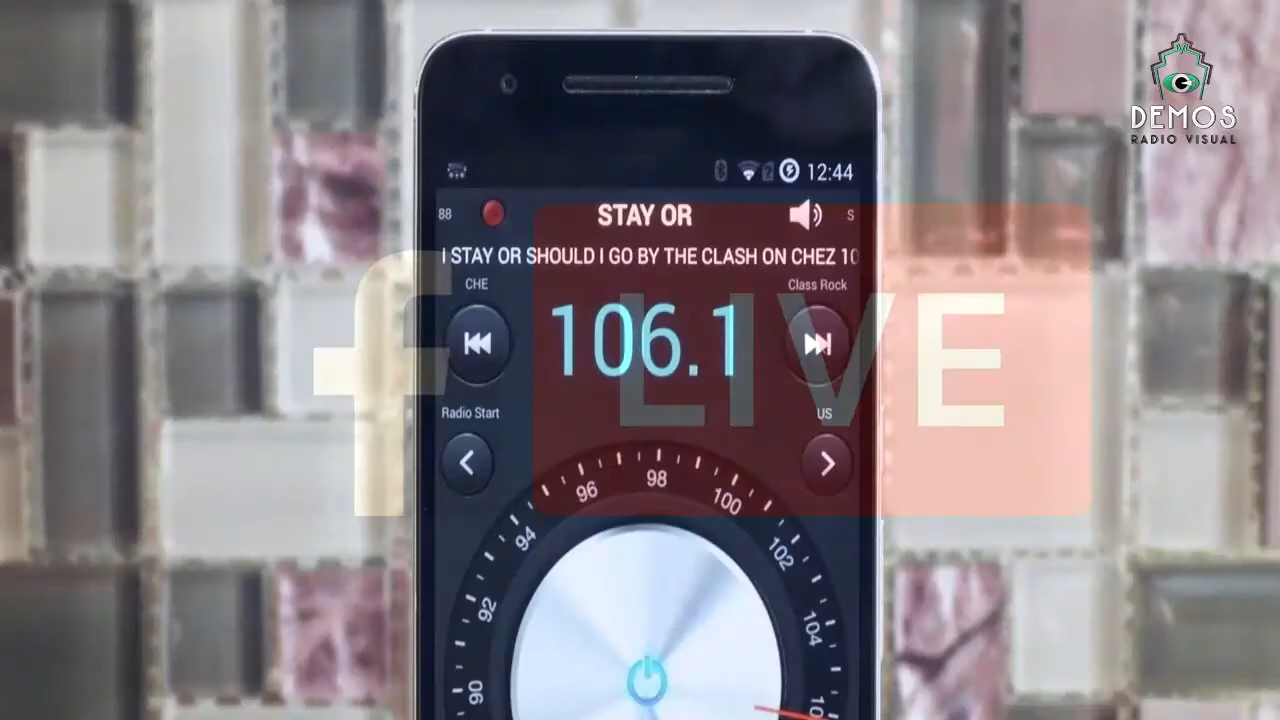 DEMOS
RADIO VISUAL
12:44
88
STAY OR
S
I STAY OR SHOULD I GO BY THE CLASH ON CHEZ 10
CHE
Class Rock
106.1
f LIVE
Radio Start
US
90
92
94
96
98
100
102
104
10